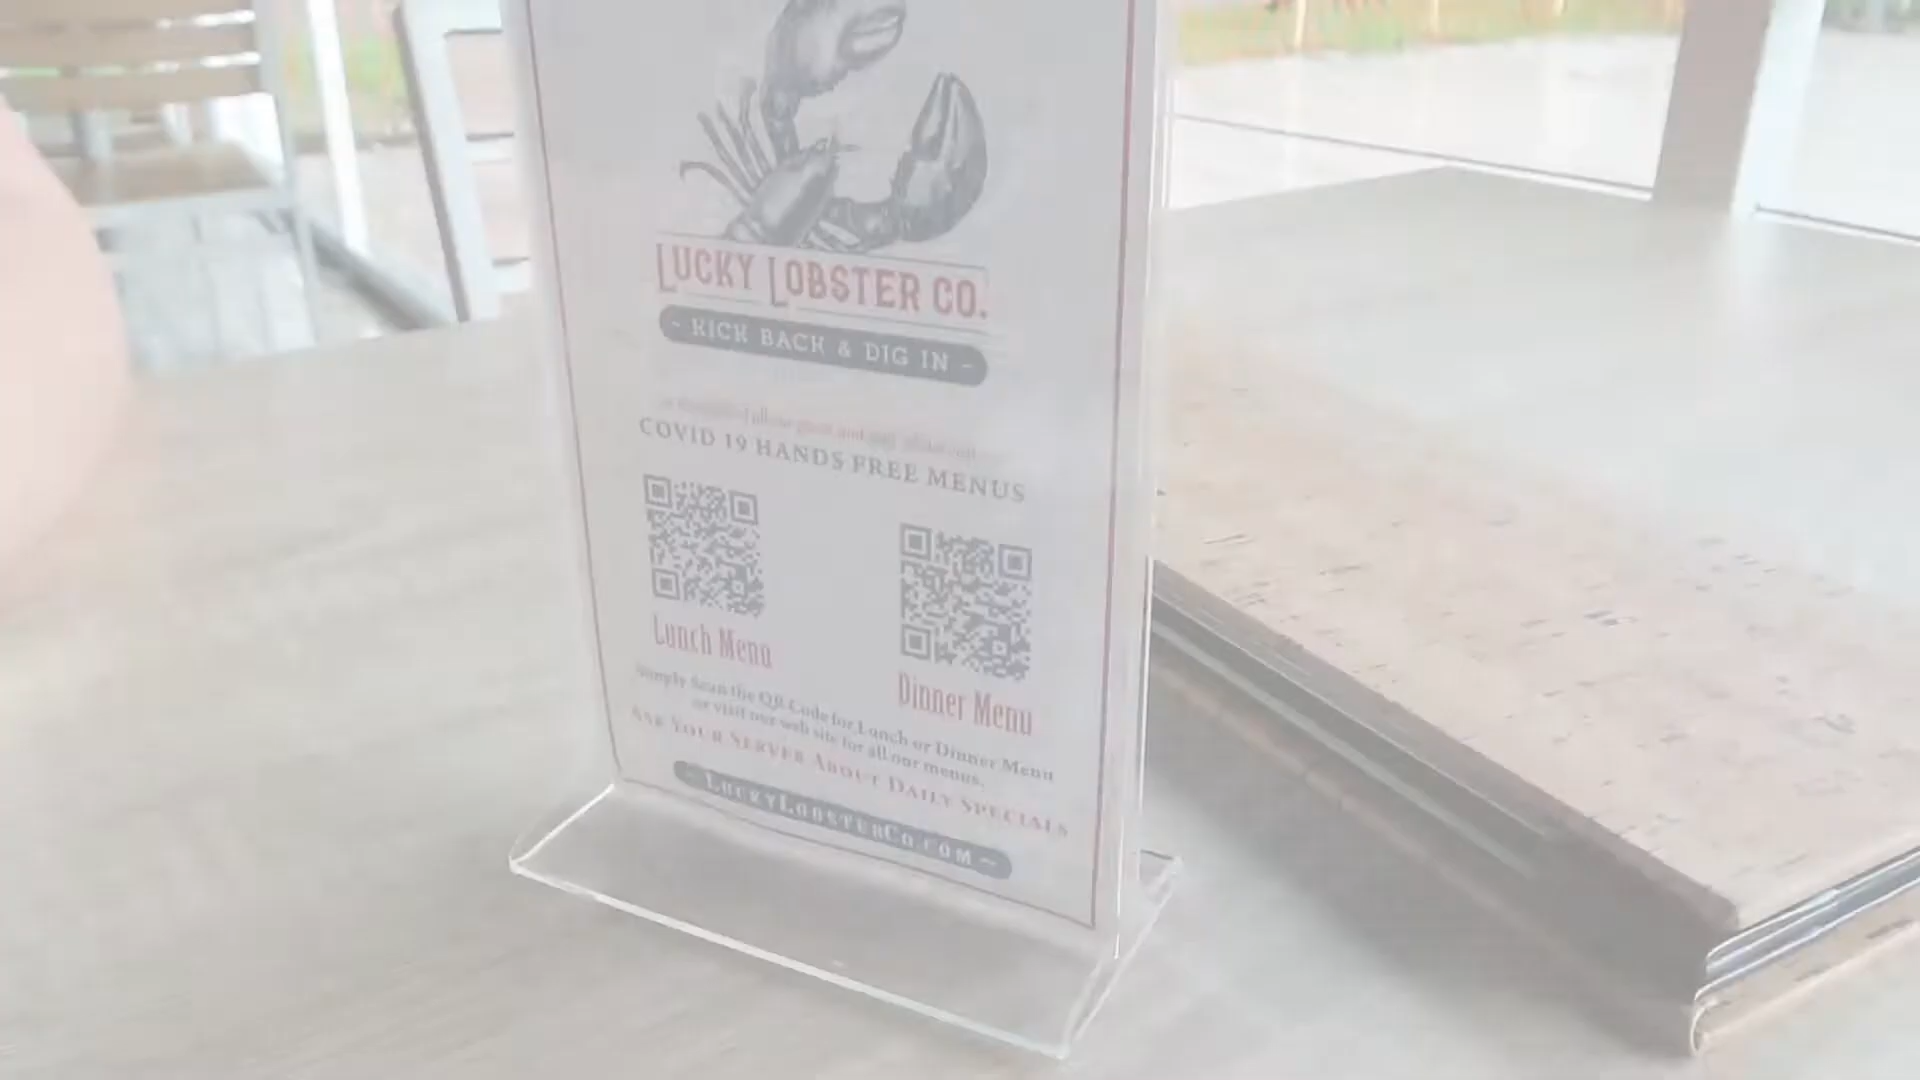 LUCKY LOBSTER CO.
~ KICK BACK & DIG IN ~
COVID 19 HANDS FREE MENUS
Lunch Menu
Dinner Menu
Simply Scan the QR Code for Lunch or Dinner Menu
or visit our web site for all our menus.
ASK YOUR SERVER ABOUT DAILY SPECIALS
~ LUCKYLOBSTERCO.COM ~